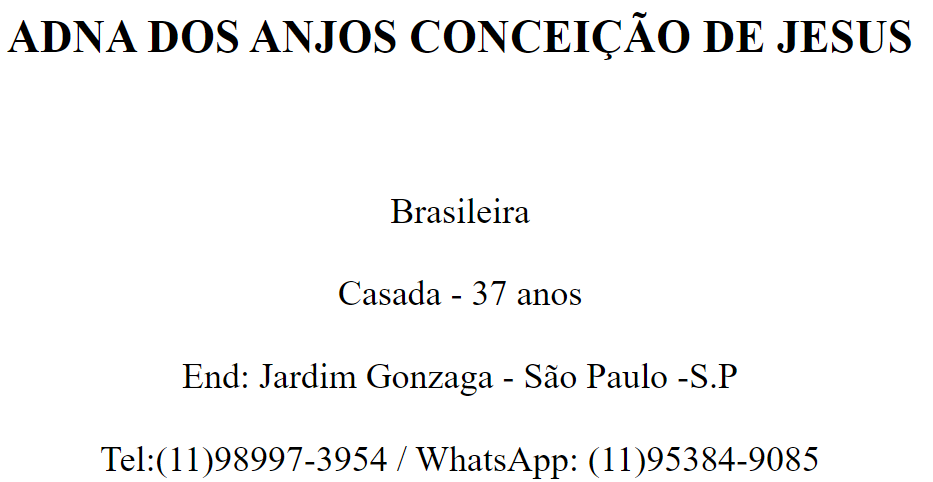 ADNA DOS ANJOS CONCEIÇÃO DE JESUS
Brasileira
Casada - 37 anos
End: Jardim Gonzaga - São Paulo -S.P
Tel:(11)98997-3954 / WhatsApp: (11)95384-9085